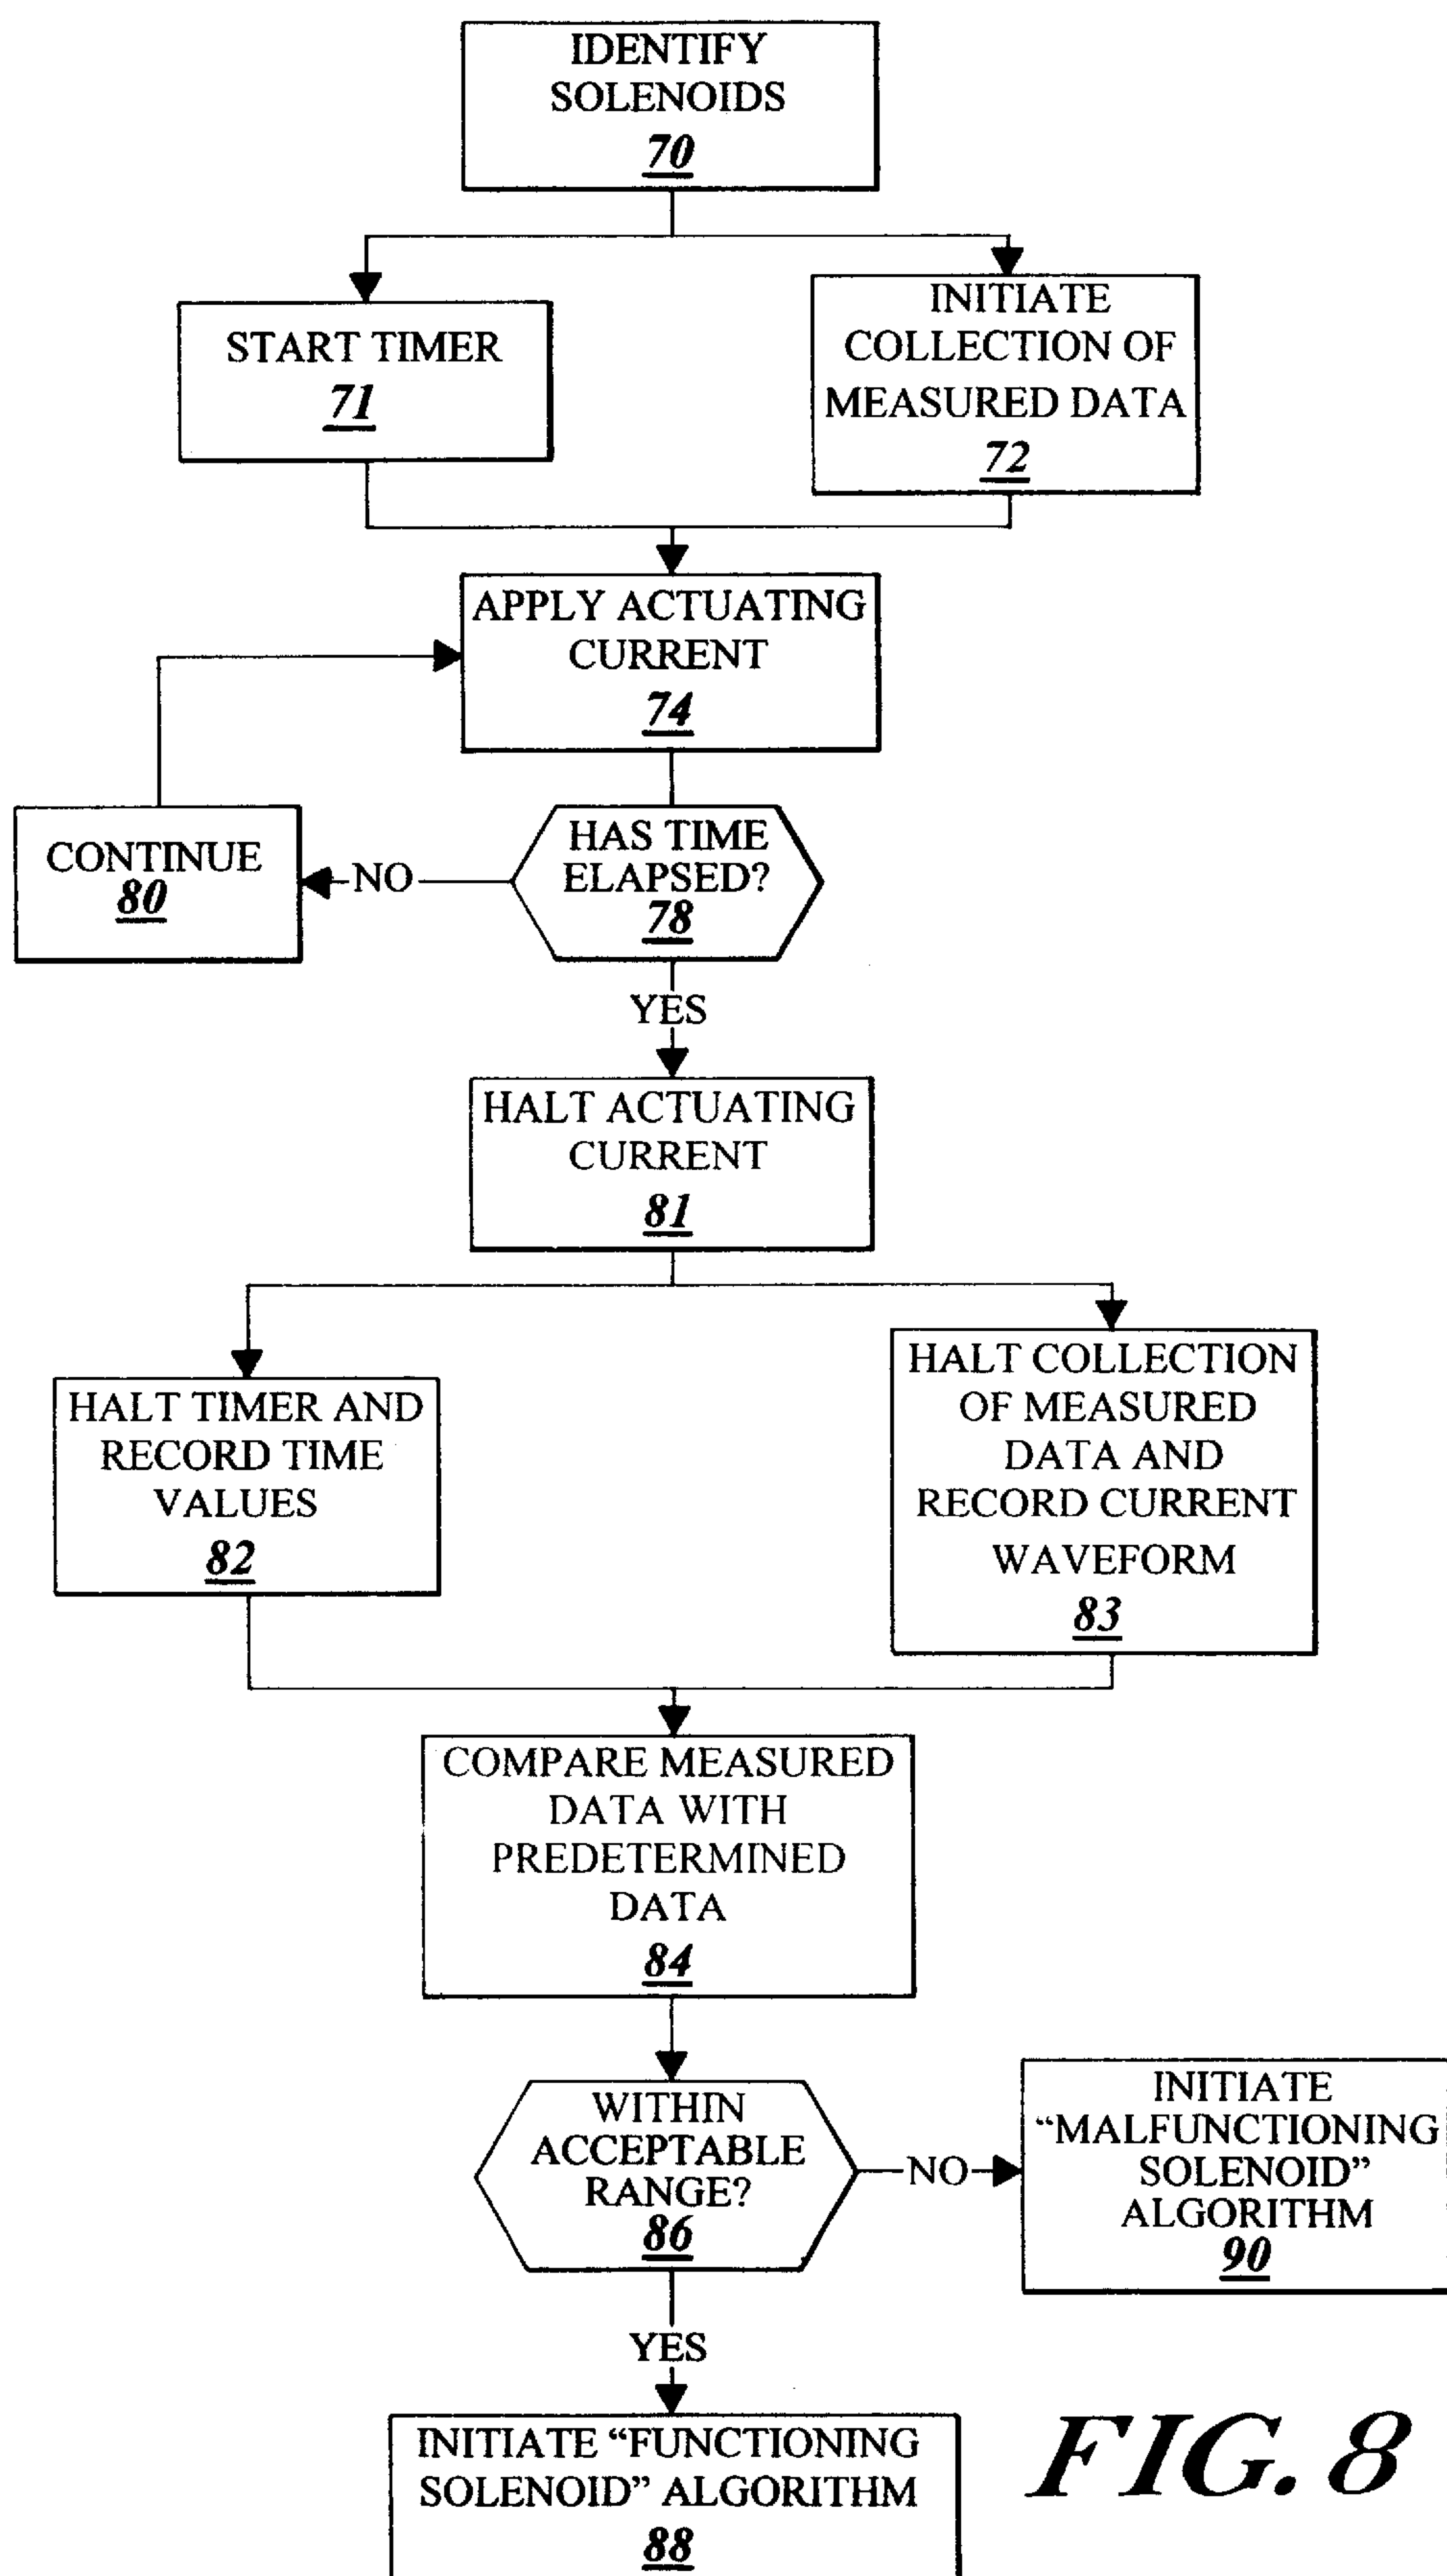 IDENTIFY
SOLENOIDS
70
START TIMER
71
INITIATE
COLLECTION OF
MEASURED DATA
72
APPLY ACTUATING
CURRENT
74
CONTINUE
80
NO
HAS TIME
ELAPSED?
78
YES
HALT ACTUATING
CURRENT
81
HALT TIMER AND
RECORD TIME
VALUES
82
HALT COLLECTION
OF MEASURED
DATA AND
RECORD CURRENT
WAVEFORM
83
COMPARE MEASURED
DATA WITH
PREDETERMINED
DATA
84
WITHIN
ACCEPTABLE
RANGE?
86
NO
INITIATE
“MALFUNCTIONING
SOLENOID”
ALGORITHM
90
YES
INITIATE “FUNCTIONING
SOLENOID” ALGORITHM
88
FIG. 8